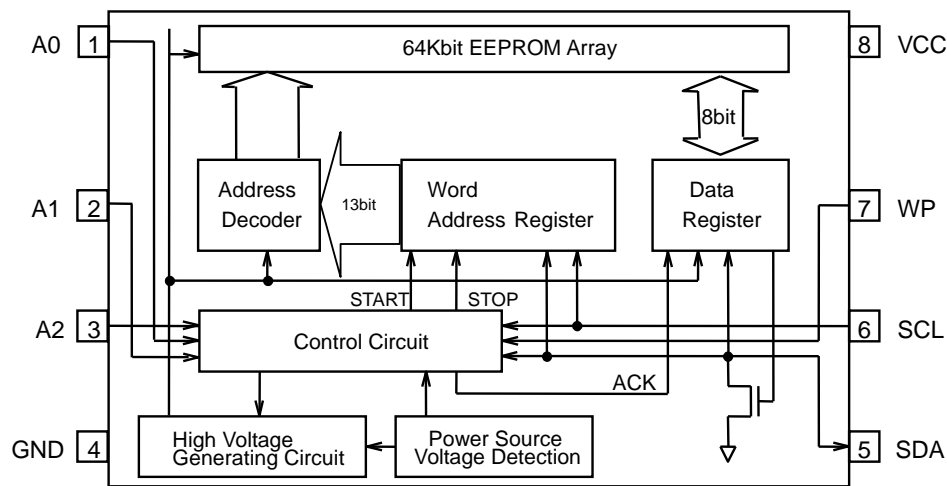 64Kbit EEPROM Array
A0 1
8 VCC
8bit
Address
Decoder
13bit
Word
Address Register
Data
Register
A1 2
7 WP
START
STOP
A2 3
Control Circuit
6 SCL
ACK
GND 4
High Voltage
Generating Circuit
Power Source
Voltage Detection
5 SDA